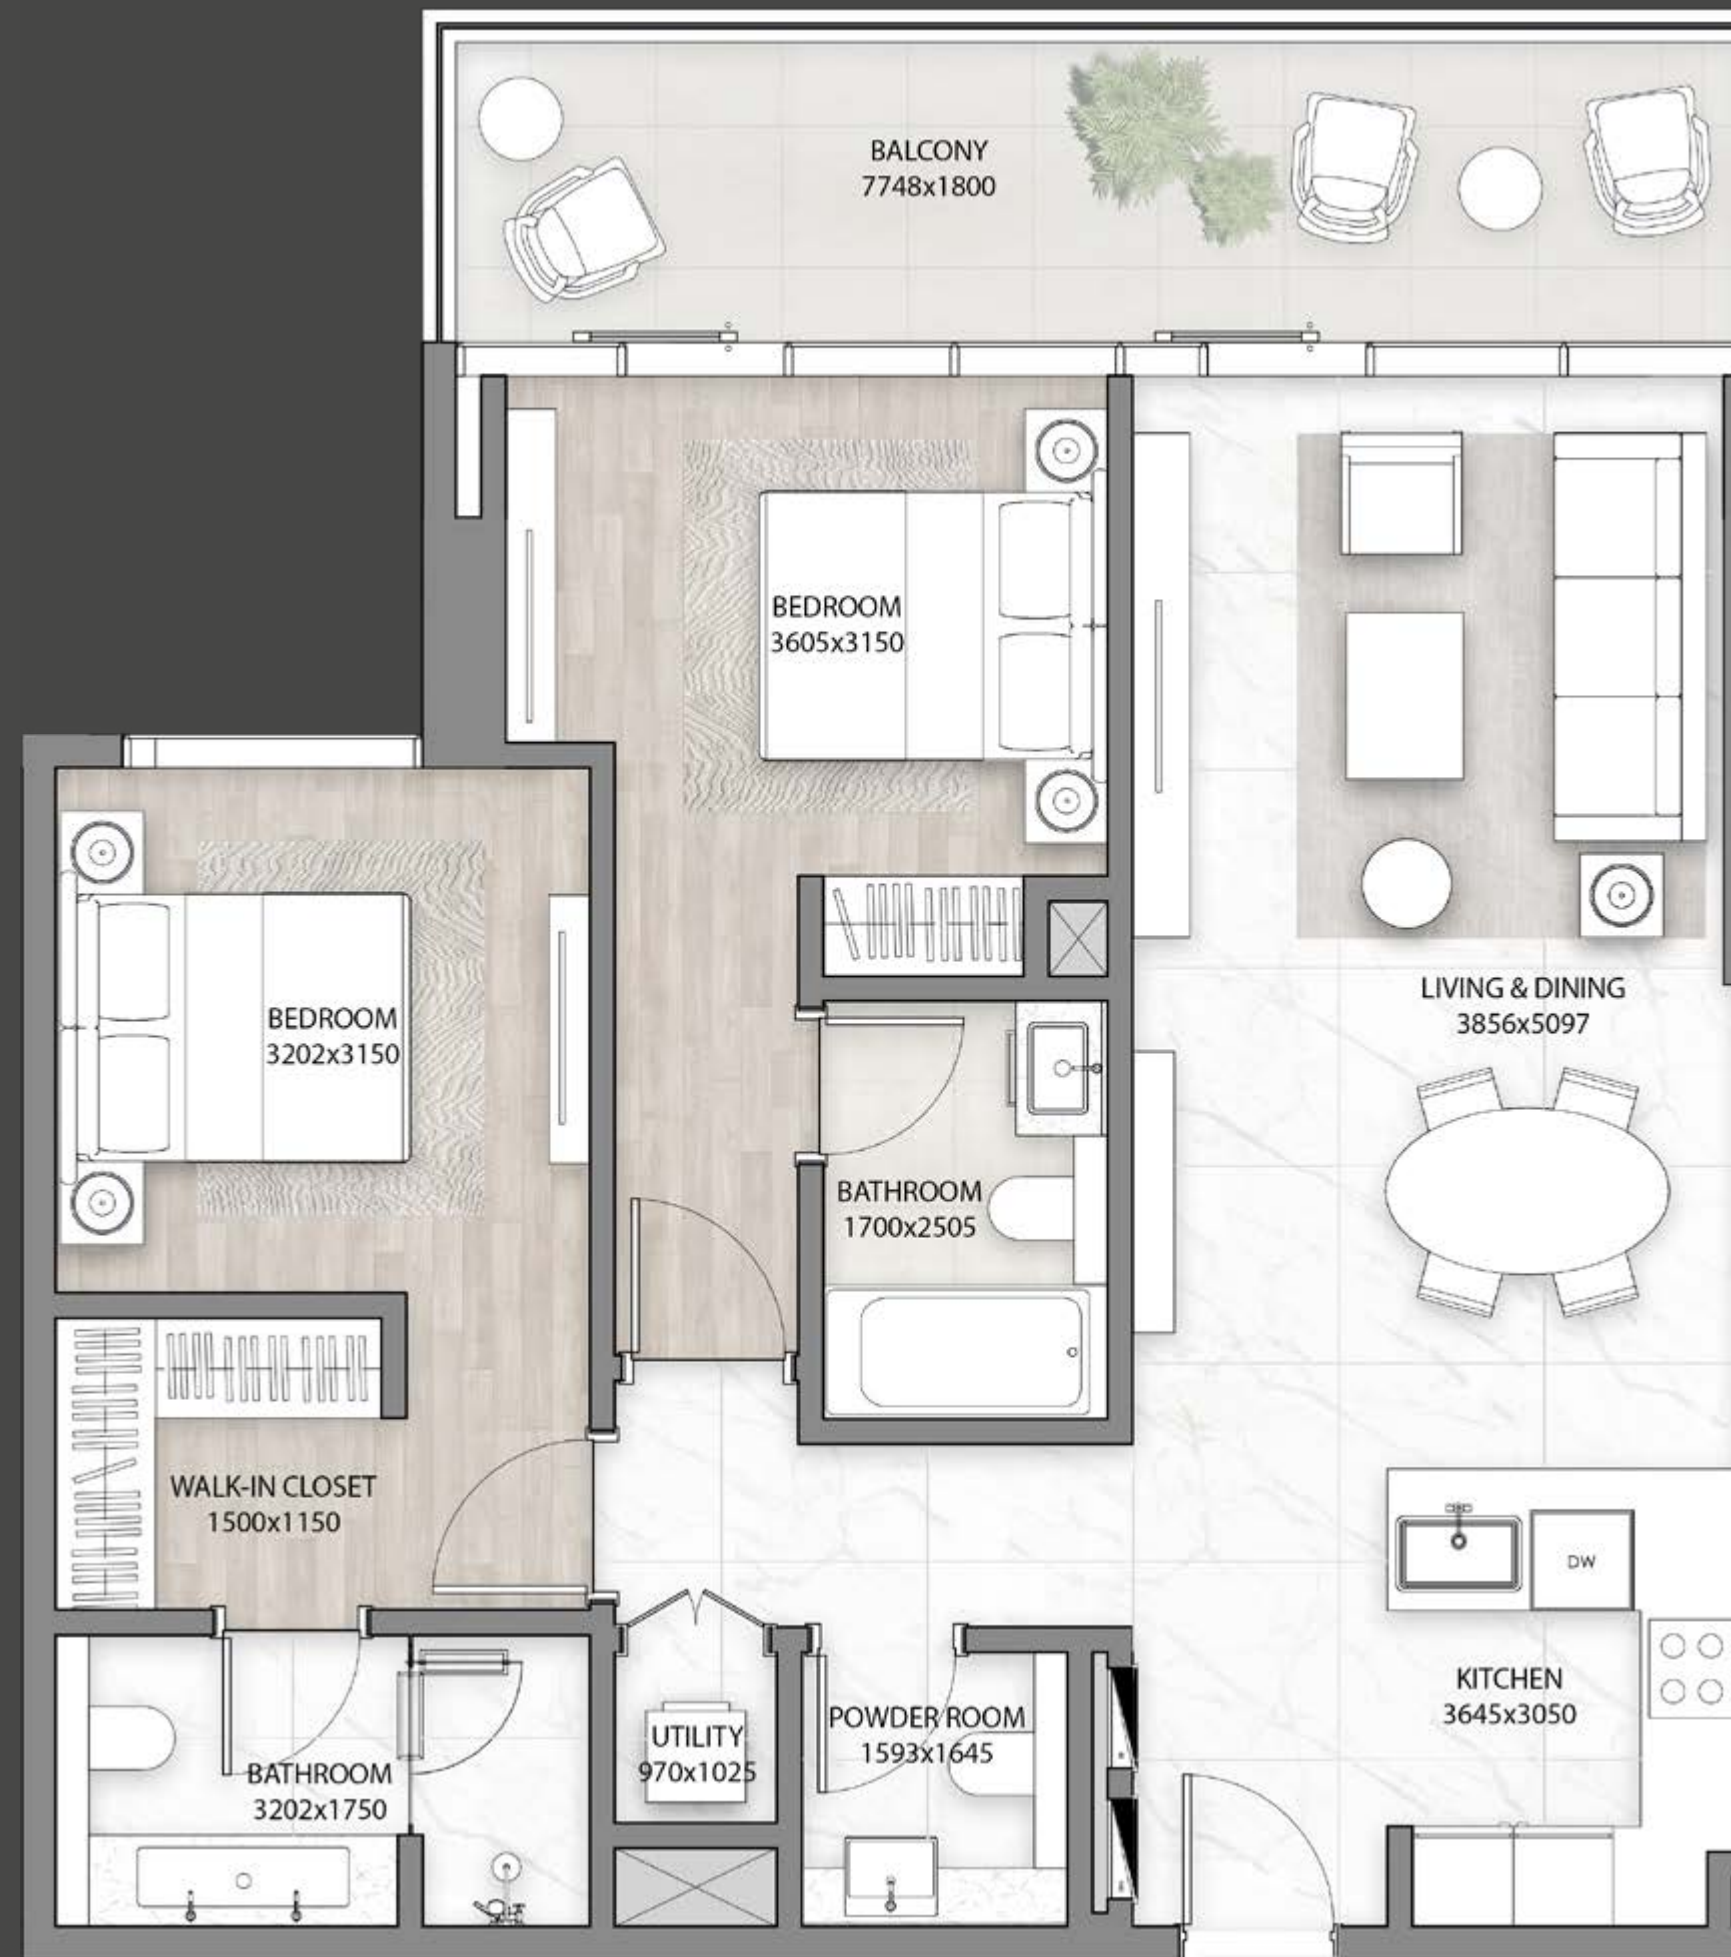 BALCONY
7748x1800
BEDROOM
3605x3150
LIVING & DINING
3856x5097
BEDROOM
3202x3150
BATHROOM
1700x2505
WALK-IN CLOSET
1500x1150
DW
KITCHEN
3645x3050
UTILITY
970x1025
POWDER ROOM
1593x1645
BATHROOM
3202x1750